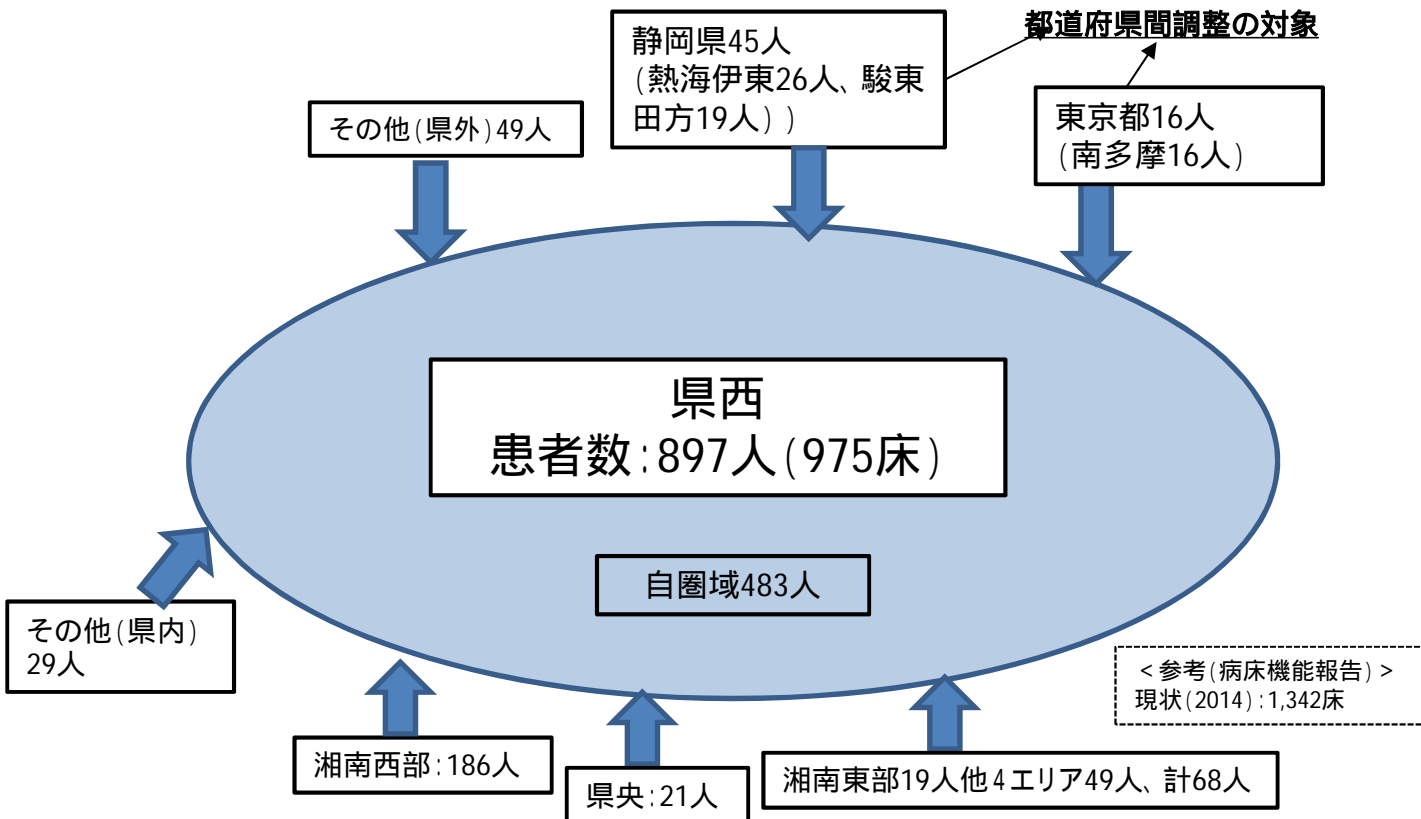 都道府県間調整の対象
静岡県45人
(熱海伊東26人、駿東
田方19人))
その他(県外)49人
東京都16人
(南多摩16人)
県西
患者数:897人(975床)
自圏域483人
その他(県内)
29人
<参考(病床機能報告)>
現状(2014):1,342床
湘南西部:186人
県央:21人
湘南東部19人他4エリア49人、計68人